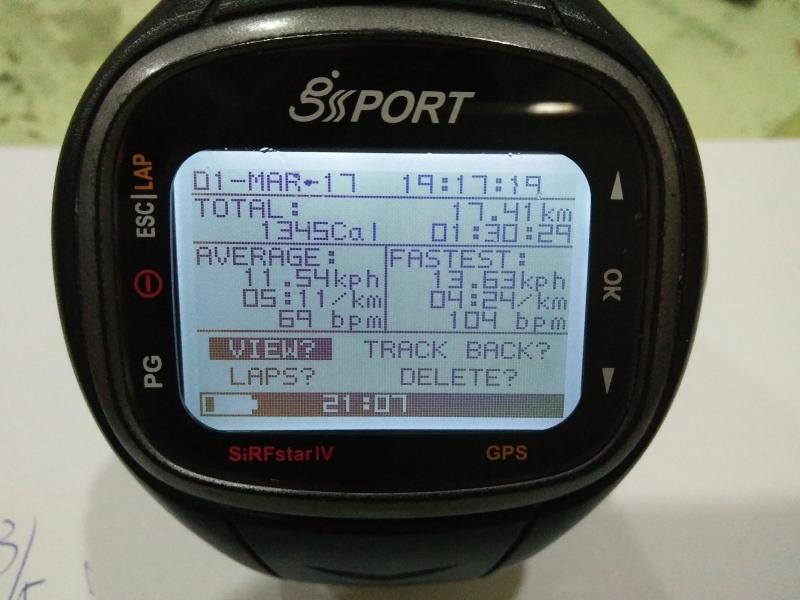 gsSPORT
ESC|LAP
PG
OK
01-MAR-17 19:17:19
TOTAL: 17.41km
1345Cal 01:30:29
AVERAGE: FASTEST:
11.54kph 13.63kph
05:11/km 04:24/km
69 bpm 104 bpm
VIEW? TRACK BACK?
LAPS? DELETE?
21:07
SiRFstarIV GPS